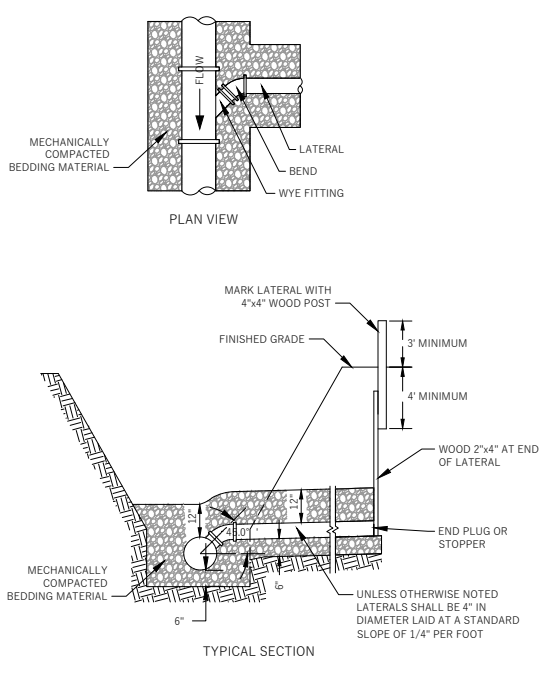 FLOW
MECHANICALLY
COMPACTED
BEDDING MATERIAL
LATERAL
BEND
WYE FITTING
PLAN VIEW
MARK LATERAL WITH
4"x4" WOOD POST
FINISHED GRADE
3' MINIMUM
4' MINIMUM
WOOD 2"x4" AT END
OF LATERAL
12"
12"
45.0°
END PLUG OR
STOPPER
MECHANICALLY
COMPACTED
BEDDING MATERIAL
6"
6"
UNLESS OTHERWISE NOTED
LATERALS SHALL BE 4" IN
DIAMETER LAID AT A STANDARD
SLOPE OF 1/4" PER FOOT
TYPICAL SECTION